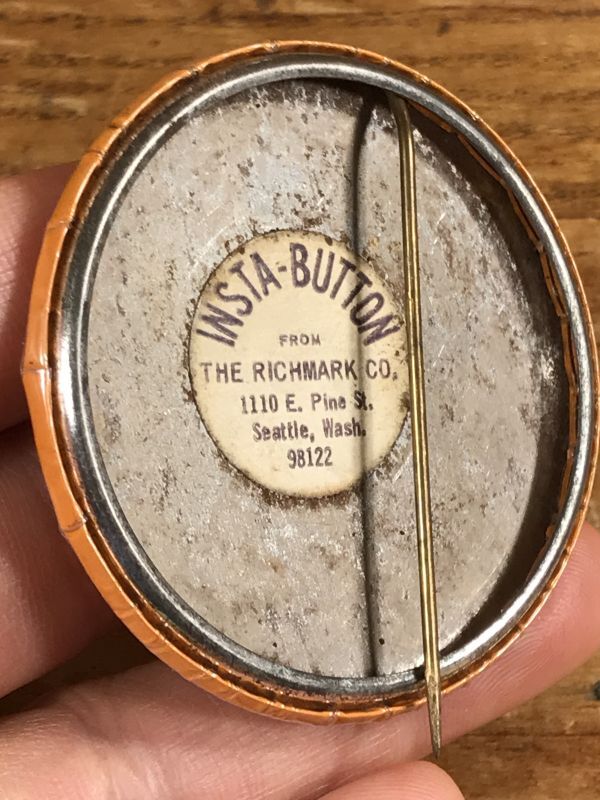 INSTA-BUTTON
FROM
THE RICHMARK CO.
1110 E. Pine St.
Seattle, Wash.
98122